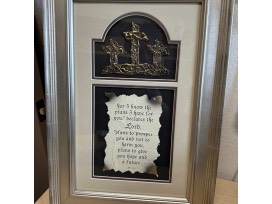 For I know the
plans I have for
you," declares the
Lord,
"plans to prosper
you and not to
harm you,
plans to give
you hope and
a future